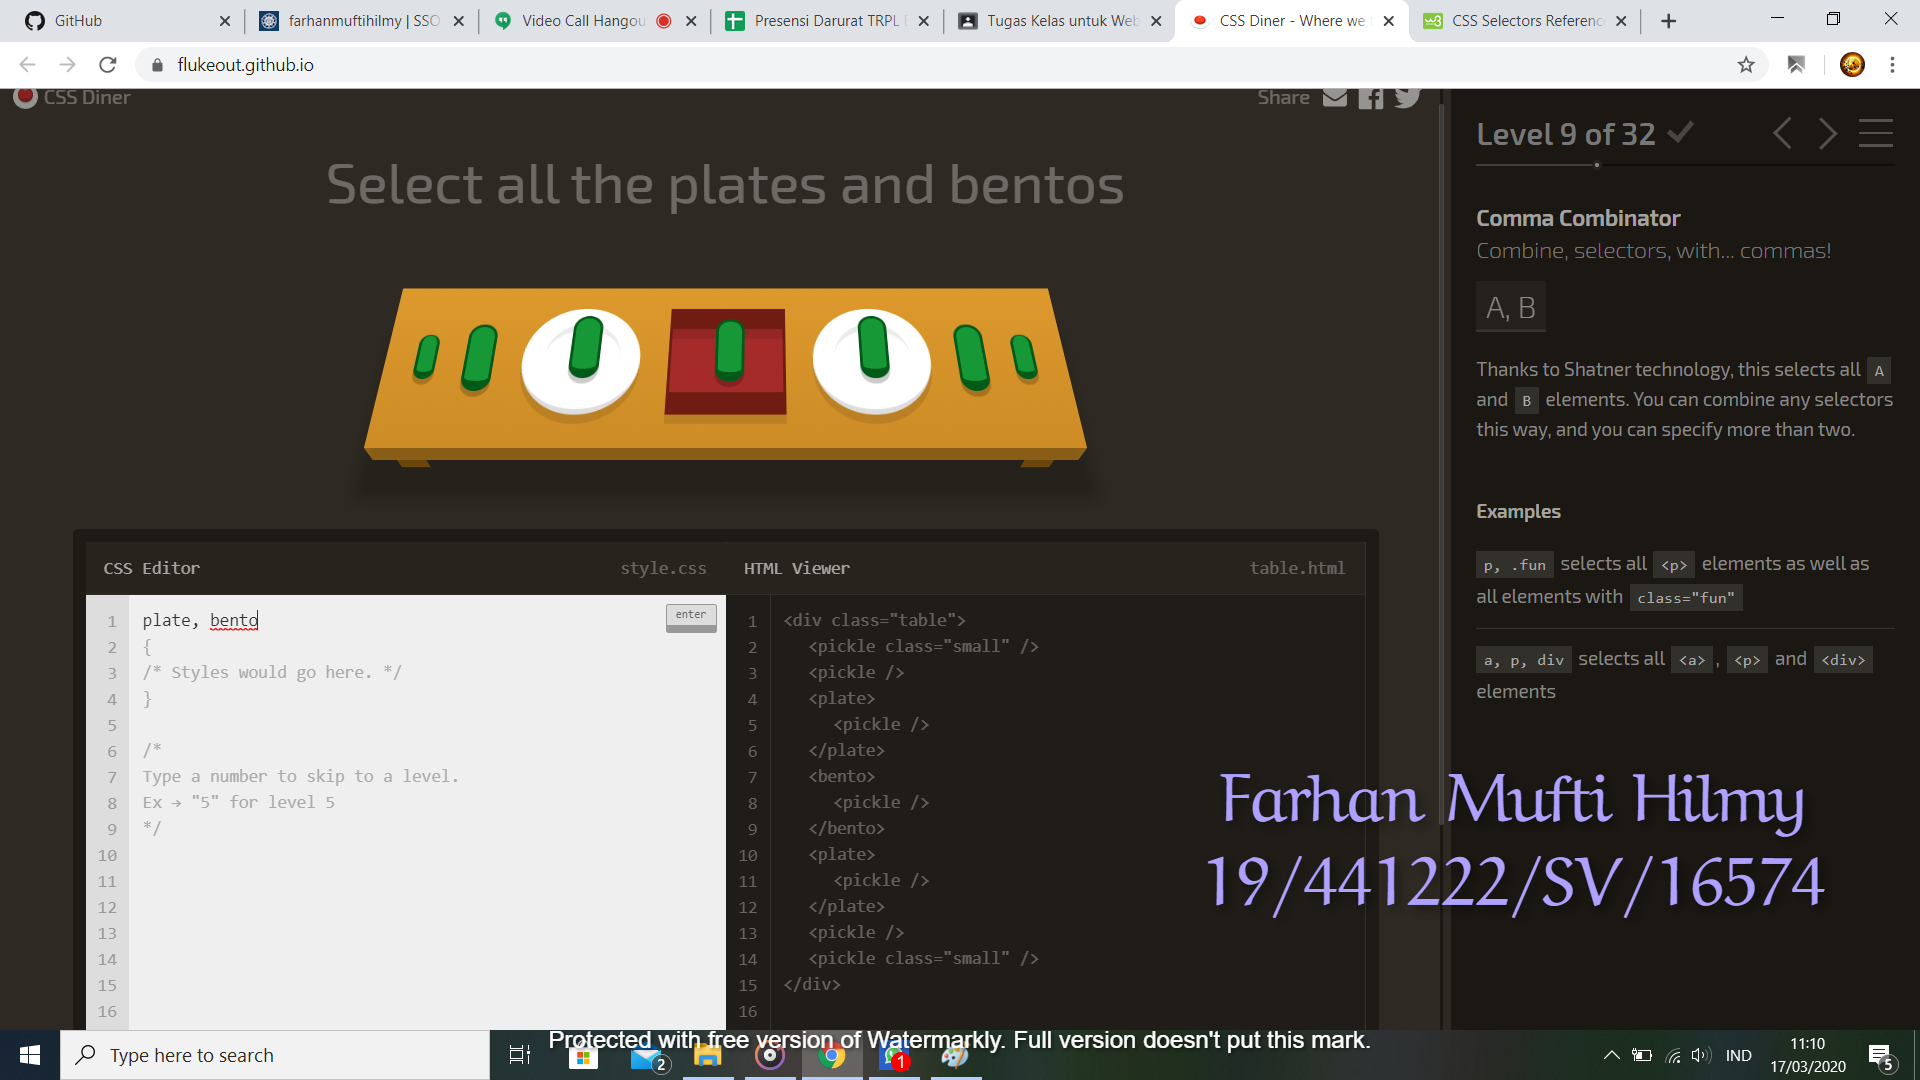 GitHub
farhanmuftihilmy | SSO
Video Call Hangou
Presensi Darurat TRPL
Tugas Kelas untuk Web
CSS Diner - Where we
CSS Selectors Referenc
flukeout.github.io
CSS Diner
Share
Select all the plates and bentos
CSS Editor
style.css
HTML Viewer
table.html
1 plate, bento
enter
2 {
3 /* Styles would go here. */
4 }
5
6 /*
7 Type a number to skip to a level.
8 Ex → "5" for level 5
9 */
10
11
12
13
14
15
16
1 <div class="table">
2 <pickle class="small" />
3 <pickle />
4 <plate>
5 <pickle />
6 </plate>
7 <bento>
8 <pickle />
9 </bento>
10 <plate>
11 <pickle />
12 </plate>
13 <pickle />
14 <pickle class="small" />
15 </div>
16
Level 9 of 32
Comma Combinator
Combine, selectors, with... commas!
A, B
Thanks to Shatner technology, this selects all A
and B elements. You can combine any selectors
this way, and you can specify more than two.
Examples
p, .fun selects all <p> elements as well as
all elements with class="fun"
a, p, div selects all <a> , <p> and <div>
elements
Farhan Mufti Hilmy
19/441222/SV/16574
Protected with free version of Watermarkly. Full version doesn't put this mark.
Type here to search
2
1
IND
11:10
17/03/2020
5